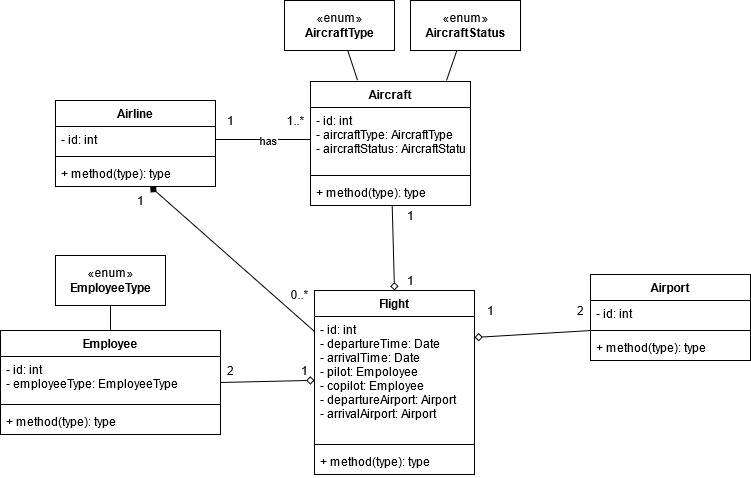 «enum»
AircraftType
«enum»
AircraftStatus
Aircraft
- id: int
- aircraftType: AircraftType
- aircraftStatus: AircraftStatu
+ method(type): type
Airline
- id: int
+ method(type): type
1
1..*
has
1
0..*
1
1
«enum»
EmployeeType
Employee
- id: int
- employeeType: EmployeeType
+ method(type): type
2
1
Flight
- id: int
- departureTime: Date
- arrivalTime: Date
- pilot: Empoloyee
- copilot: Employee
- departureAirport: Airport
- arrivalAirport: Airport
+ method(type): type
1
2
Airport
- id: int
+ method(type): type